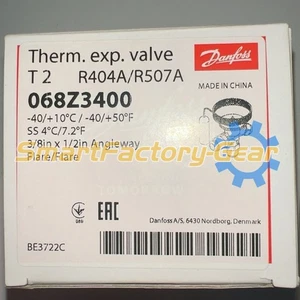 Therm. exp. valve
Danfoss
T 2 R404A/R507A
068Z3400
MADE IN CHINA
-40/+10°C / -40/+50°F
SS 4°C/7.2°F
3/8in x 1/2in Angleway
Flare/Flare
SmartFactory-Gear
EAC
Danfoss A/S, 6430 Nordborg, Denmark
BE3722C